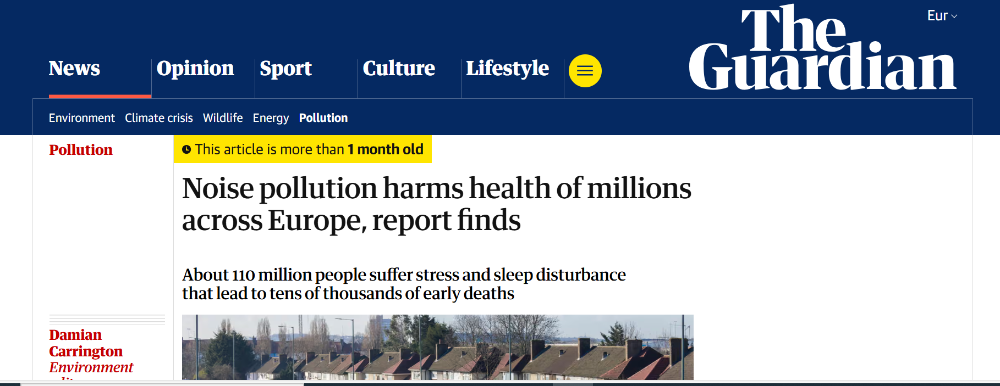 The
Guardian
Eur
News
Opinion
Sport
Culture
Lifestyle
Environment Climate crisis Wildlife Energy Pollution
Pollution
This article is more than 1 month old
Noise pollution harms health of millions
across Europe, report finds
About 110 million people suffer stress and sleep disturbance
that lead to tens of thousands of early deaths
Damian
Carrington
Environment